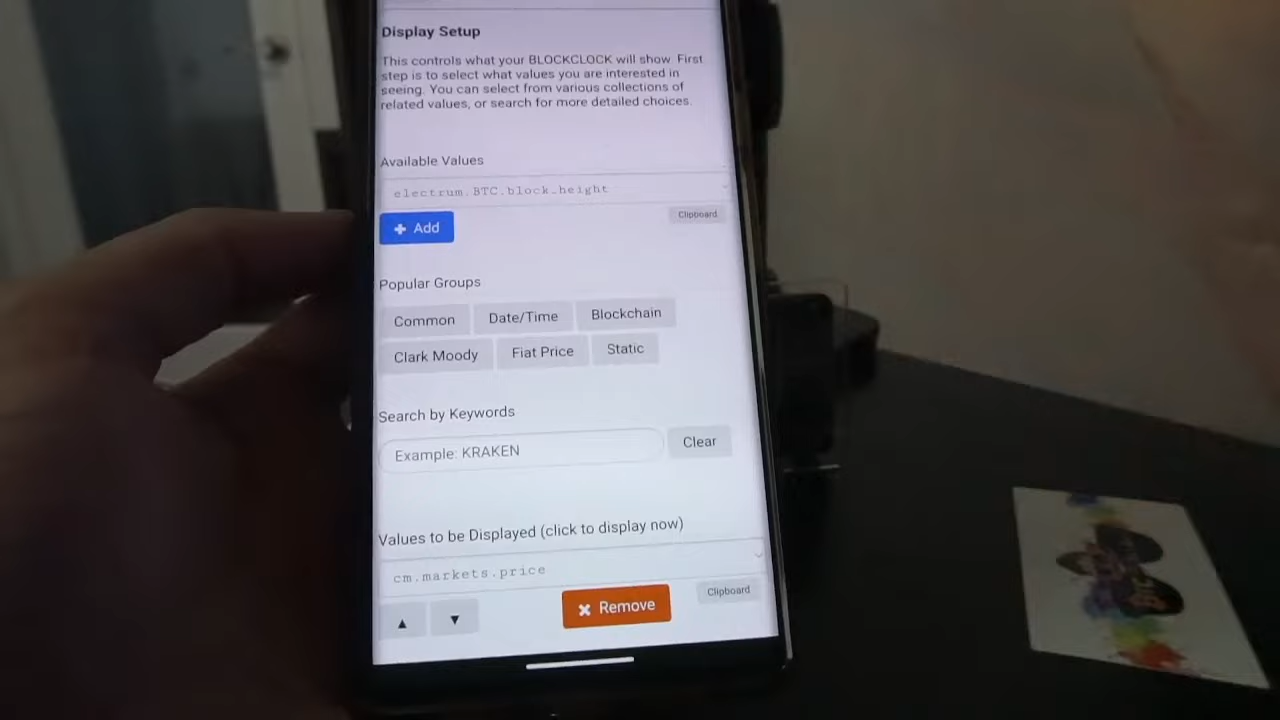 Display Setup
This controls what your BLOCKCLOCK will show. First
step is to select what values you are interested in
seeing. You can select from various collections of
related values, or search for more detailed choices.
Available Values
electrum.BTC.block_height
Add
Clipboard
Popular Groups
Common
Date/Time
Blockchain
Clark Moody
Fiat Price
Static
Search by Keywords
Example: KRAKEN
Clear
Values to be Displayed (click to display now)
cm.markets.price
Remove
Clipboard